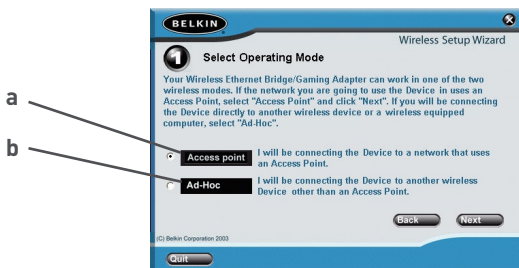 BELKIN
Wireless Setup Wizard
1 Select Operating Mode
Your Wireless Ethernet Bridge/Gaming Adapter can work in one of the two
wireless modes. If the network you are going to use the Device in uses an
Access Point, select "Access Point" and click "Next". If you will be connecting
the Device directly to another wireless device or a wireless equipped
computer, select "Ad-Hoc".
a
Access point I will be connecting the Device to a network that uses
an Access Point.
b
Ad-Hoc I will be connecting the Device to another wireless
Device other than an Access Point.
Back Next
(C) Belkin Corporation 2003
Quit